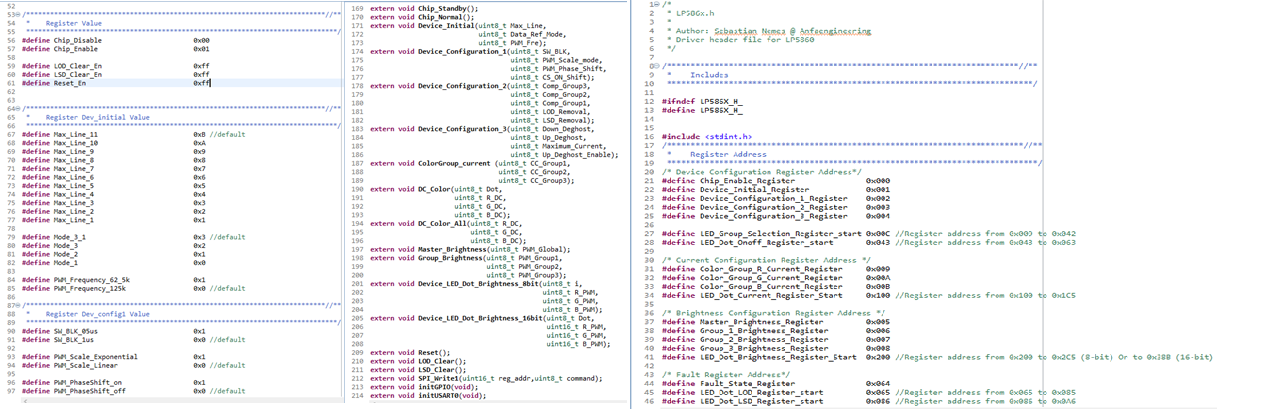 52
53 /*********************************************************//**
54 *    Register Value
55 *********************************************************/
56 #define Chip_Disable 0x00
57 #define Chip_Enable 0x01
58
59 #define LOD_Clear_En 0xff
60 #define LSD_Clear_En 0xff
61 #define Reset_En 0xff
62
63
64 /*********************************************************//**
65 *    Register Dev_initial Value
66 *********************************************************/
67 #define Max_Line_11 0xB //default
68 #define Max_Line_10 0xA
69 #define Max_Line_9 0x9
70 #define Max_Line_8 0x8
71 #define Max_Line_7 0x7
72 #define Max_Line_6 0x6
73 #define Max_Line_5 0x5
74 #define Max_Line_4 0x4
75 #define Max_Line_3 0x3
76 #define Max_Line_2 0x2
77 #define Max_Line_1 0x1
78
79 #define Mode_3_1 0x3 //default
80 #define Mode_3 0x2
81 #define Mode_2 0x1
82 #define Mode_1 0x0
83
84 #define PWM_Frequency_62_5k 0x1
85 #define PWM_Frequency_125k 0x0 //default
86
87 /*********************************************************//**
88 *    Register Dev_config1 Value
89 *********************************************************/
90 #define SW_BLK_05us 0x1
91 #define SW_BLK_1us 0x0 //default
92
93 #define PWM_Scale_Exponential 0x1
94 #define PWM_Scale_Linear 0x0 //default
95
96 #define PWM_PhaseShift_on 0x1
97 #define PWM_PhaseShift_off 0x0 //default
169 extern void Chip_Standby();
170 extern void Chip_Normal();
171 extern void Device_Initial(uint8_t Max_Line,
172 uint8_t Data_Ref_Mode,
173 uint8_t PWM_Fre);
174 extern void Device_Configuration_1(uint8_t SW_BLK,
175 uint8_t PWM_Scale_mode,
176 uint8_t PWM_Phase_Shift,
177 uint8_t CS_ON_Shift);
178 extern void Device_Configuration_2(uint8_t Comp_Group3,
179 uint8_t Comp_Group2,
180 uint8_t Comp_Group1,
181 uint8_t LOD_Removal,
182 uint8_t LSD_Removal);
183 extern void Device_Configuration_3(uint8_t Down_Deghost,
184 uint8_t Up_Deghost,
185 uint8_t Maximum_Current,
186 uint8_t Up_Deghost_Enable);
187 extern void ColorGroup_current (uint8_t CC_Group1,
188 uint8_t CC_Group2,
189 uint8_t CC_Group3);
190 extern void DC_Color(uint8_t Dot,
191 uint8_t R_DC,
192 uint8_t G_DC,
193 uint8_t B_DC);
194 extern void DC_Color_All(uint8_t R_DC,
195 uint8_t G_DC,
196 uint8_t B_DC);
197 extern void Master_Brightness(uint8_t PWM_Global);
198 extern void Group_Brightness(uint8_t PWM_Group1,
199 uint8_t PWM_Group2,
200 uint8_t PWM_Group3);
201 extern void Device_LED_Dot_Brightness_8bit(uint8_t i,
202 uint8_t R_PWM,
203 uint8_t G_PWM,
204 uint8_t B_PWM);
205 extern void Device_LED_Dot_Brightness_16bit(uint8_t Dot,
206 uint16_t R_PWM,
207 uint16_t G_PWM,
208 uint16_t B_PWM);
209 extern void Reset();
210 extern void LOD_Clear();
211 extern void LSD_Clear();
212 extern void SPI_Write1(uint16_t reg_addr,uint8_t command);
213 extern void initGPIO(void);
214 extern void initUSART0(void);
1 /*
2 * LP586x.h
3 *
4 * Author: Sebastian Nemes @ Anfsengineering
5 * Driver header file for LP5860
6 */
7
8 /*********************************************************//**
9 *    Includes
10 *********************************************************/
11
12 #ifndef LP586X_H_
13 #define LP586X_H_
14
15
16 #include <stdint.h>
17 /*********************************************************//**
18 *    Register Address
19 *********************************************************/
20 /* Device Configuration Register Address*/
21 #define Chip_Enable_Register 0x000
22 #define Device_Initial_Register 0x001
23 #define Device_Configuration_1_Register 0x002
24 #define Device_Configuration_2_Register 0x003
25 #define Device_Configuration_3_Register 0x004
26
27 #define LED_Group_Selection_Register_start 0x00C //Register address from 0x009 to 0x042
28 #define LED_Dot_Onoff_Register_start 0x043 //Register address from 0x43 to 0x063
29
30 /* Current Configuration Register Address */
31 #define Color_Group_R_Current_Register 0x009
32 #define Color_Group_G_Current_Register 0x00A
33 #define Color_Group_B_Current_Register 0x00B
34 #define LED_Dot_Current_Register_Start 0x100 //Register address from 0x100 to 0x1C5
35
36 /* Brightness Configuration Register Address */
37 #define Master_Brightness_Register 0x005
38 #define Group_1_Brightness_Register 0x006
39 #define Group_2_Brightness_Register 0x007
40 #define Group_3_Brightness_Register 0x008
41 #define LED_Dot_Brightness_Register_Start 0x200 //Register address from 0x200 to 0x2C5 (8-bit) Or to 0x38B (16-bit)
42
43 /* Fault Register Address*/
44 #define Fault_State_Register 0x064
45 #define LED_Dot_LOD_Register_start 0x065 //Register address from 0x065 to 0x085
46 #define LED_Dot_LSD_Register_start 0x086 //Register address from 0x086 to 0x0A6